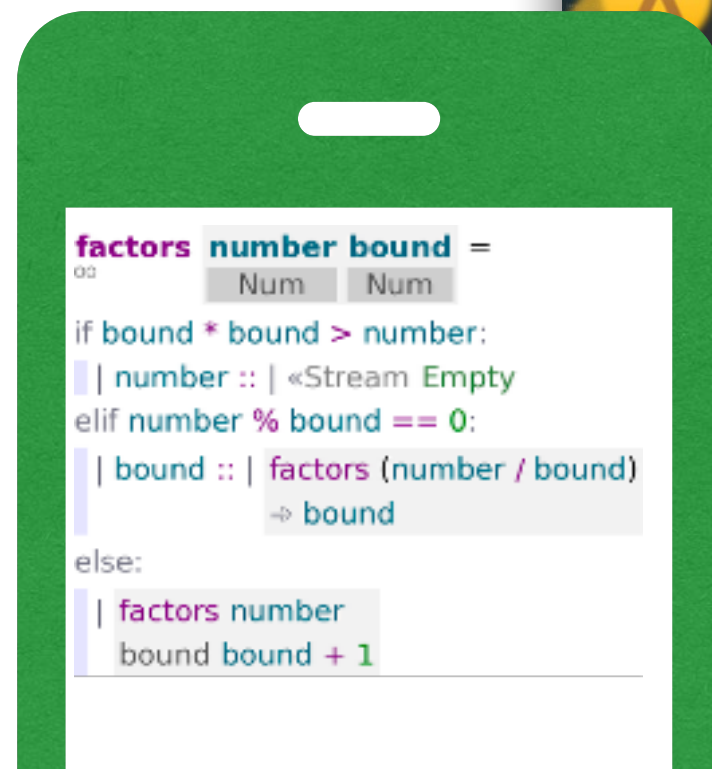 factors number bound =
Num Num
if bound * bound > number:
| number :: | «Stream Empty
elif number % bound == 0:
| bound :: | factors (number / bound)
➾ bound
else:
| factors number
bound bound + 1